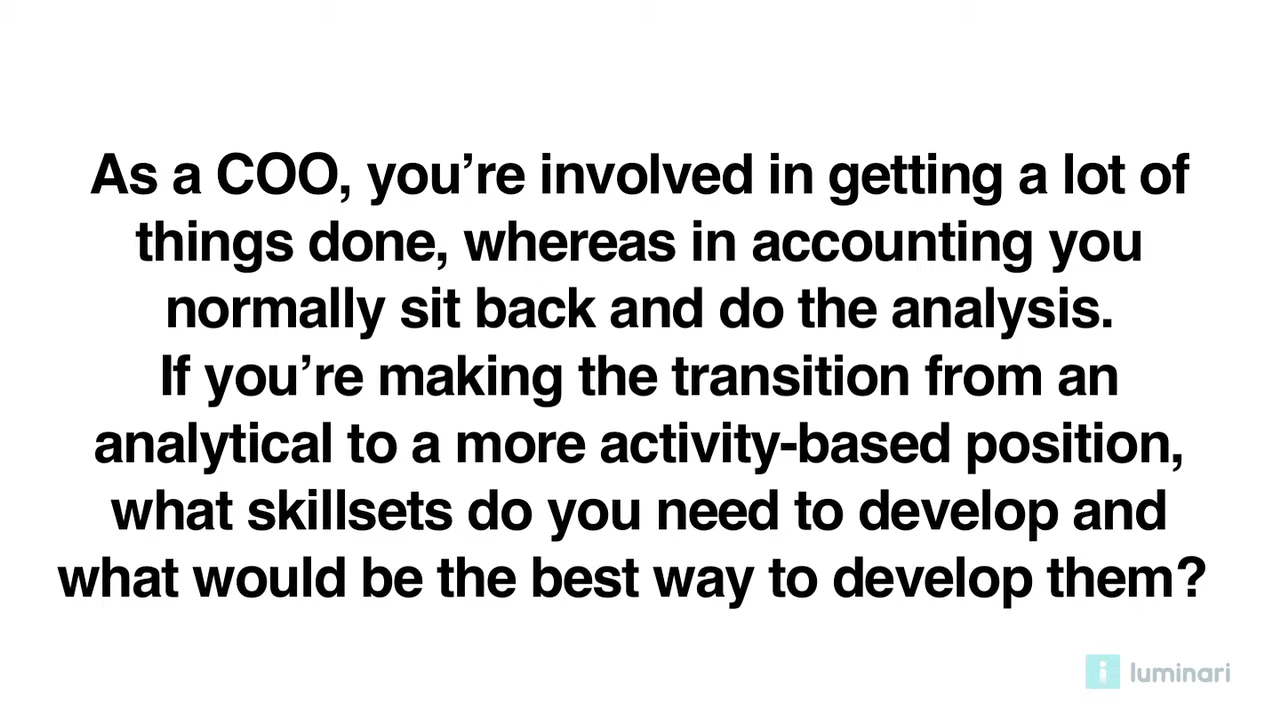 As a COO, you’re involved in getting a lot of
things done, whereas in accounting you
normally sit back and do the analysis.
If you’re making the transition from an
analytical to a more activity-based position,
what skillsets do you need to develop and
what would be the best way to develop them?
i luminari